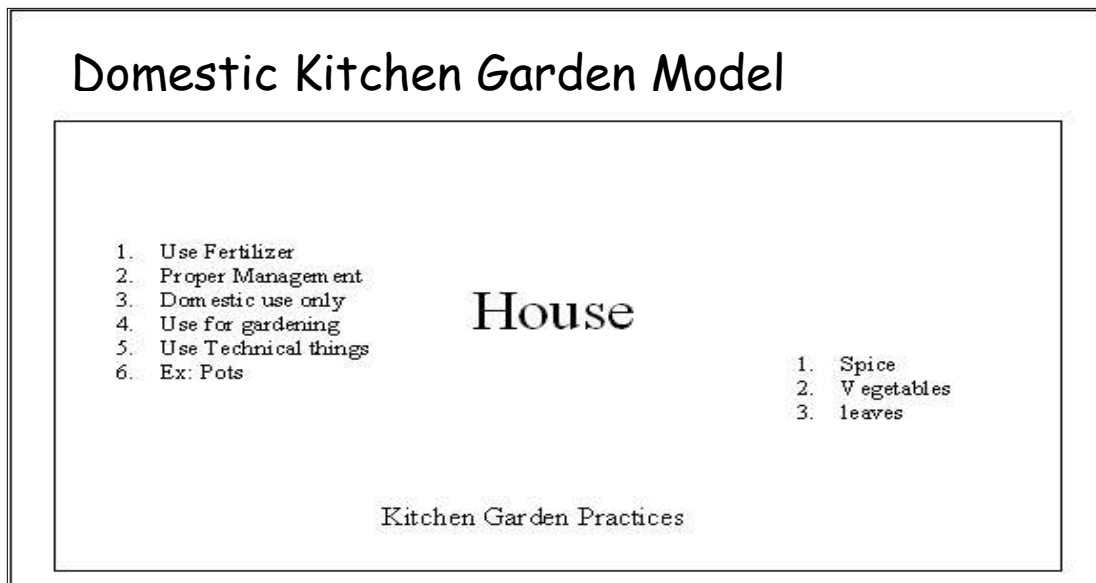 Domestic Kitchen Garden Model
1. Use Fertilizer
2. Proper Management
3. Domestic use only
4. Use for gardening
5. Use Technical things
6. Ex: Pots
House
1. Spice
2. Vegetables
3. leaves
Kitchen Garden Practices